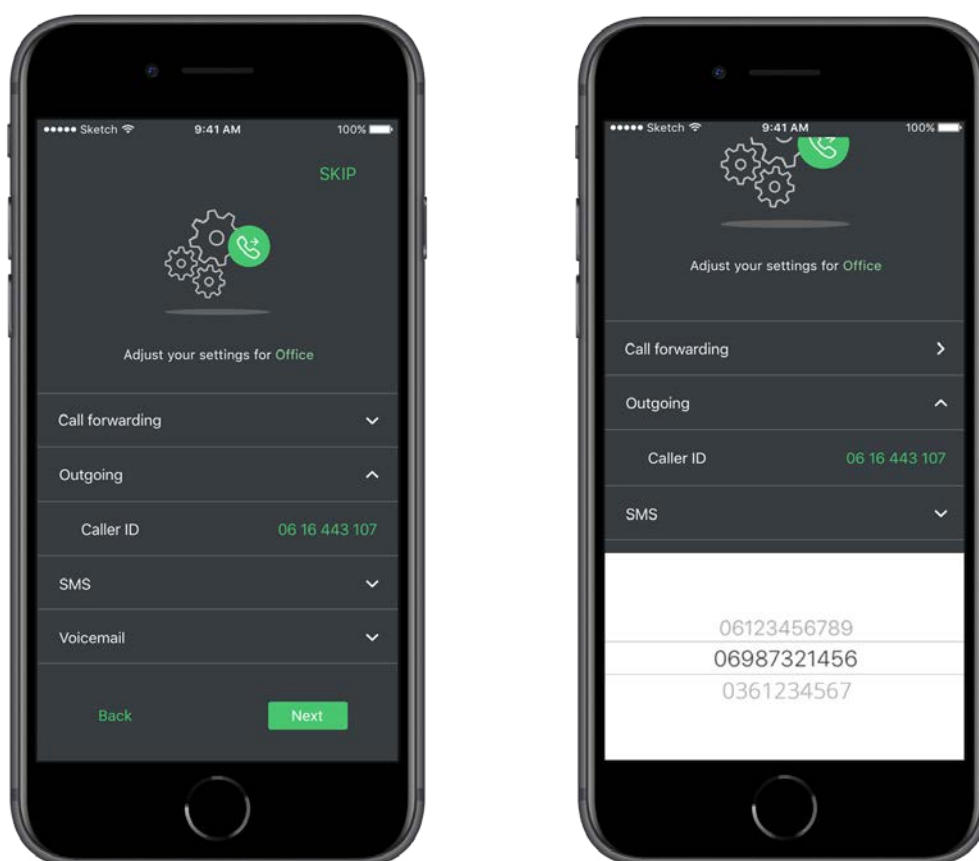 Sketch 9:41 AM 100%
SKIP
Adjust your settings for Office
Call forwarding
Outgoing
Caller ID 06 16 443 107
SMS
Voicemail
Back Next
Sketch 9:41 AM 100%
Adjust your settings for Office
Call forwarding
Outgoing
Caller ID 06 16 443 107
SMS
06123456789
06987321456
0361234567